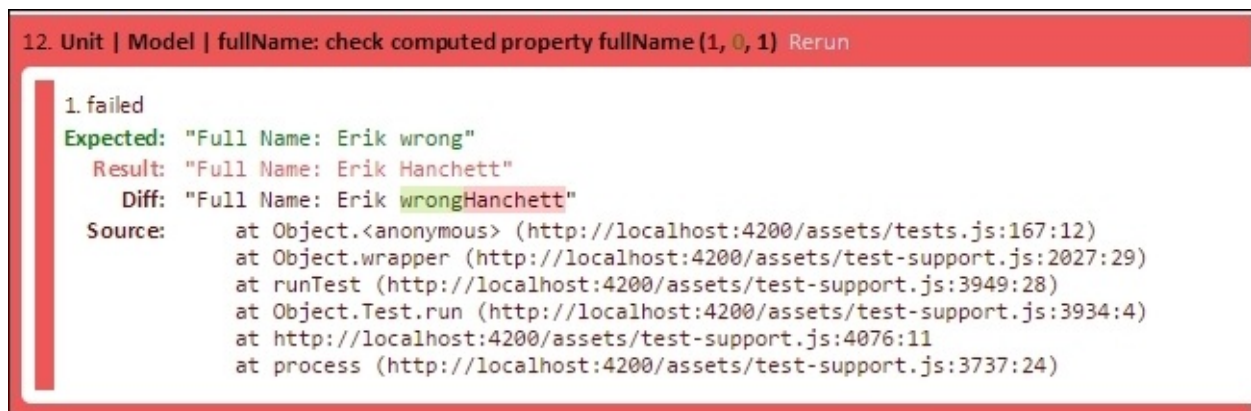 12. Unit | Model | fullName: check computed property fullName (1, 0, 1) Rerun
1. failed
Expected: "Full Name: Erik wrong"
Result: "Full Name: Erik Hanchett"
Diff: "Full Name: Erik wrongHanchett"
Source: at Object.<anonymous> (http://localhost:4200/assets/tests.js:167:12)
at Object.wrapper (http://localhost:4200/assets/test-support.js:2027:29)
at runTest (http://localhost:4200/assets/test-support.js:3949:28)
at Object.Test.run (http://localhost:4200/assets/test-support.js:3934:4)
at http://localhost:4200/assets/test-support.js:4076:11
at process (http://localhost:4200/assets/test-support.js:3737:24)